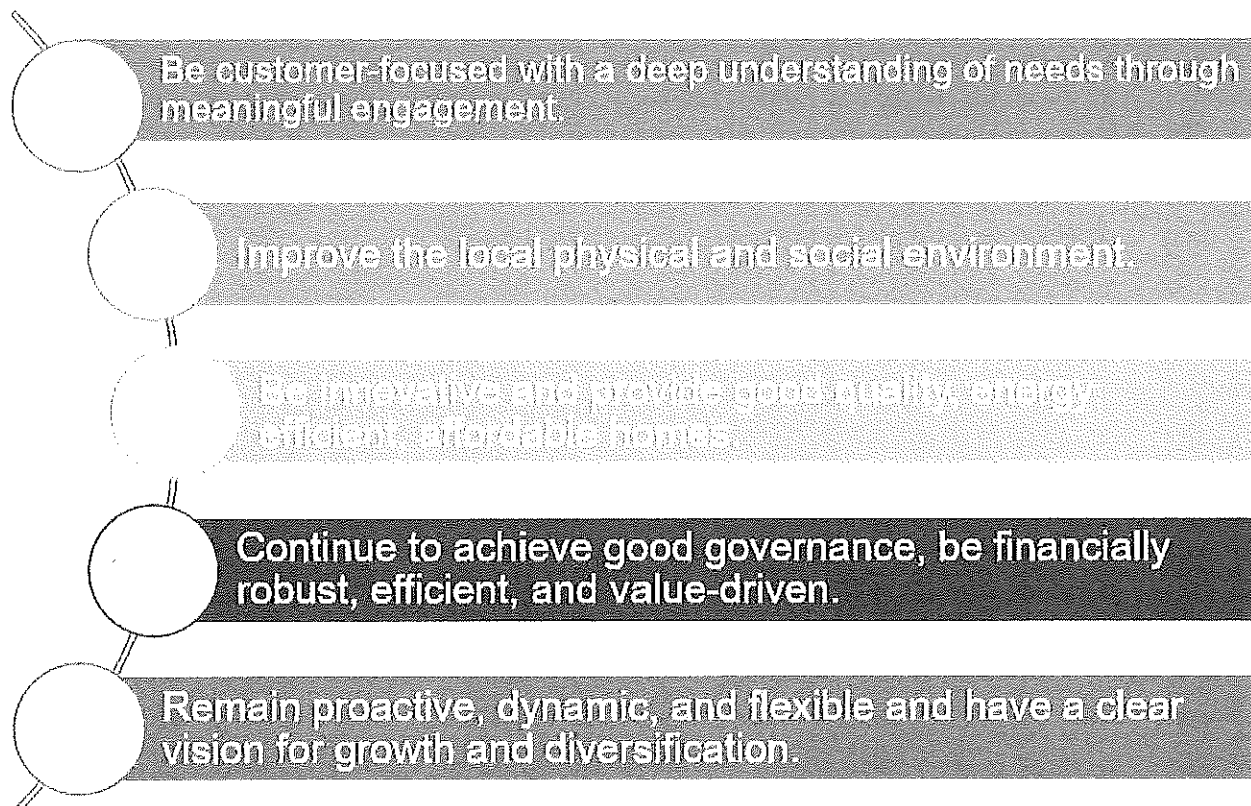 Be customer-focused with a deep understanding of needs through
meaningful engagement.
Improve the local physical and social environment.
Be innovative and provide good quality, energy
efficient, affordable homes.
Continue to achieve good governance, be financially
robust, efficient, and value-driven.
Remain proactive, dynamic, and flexible and have a clear
vision for growth and diversification.